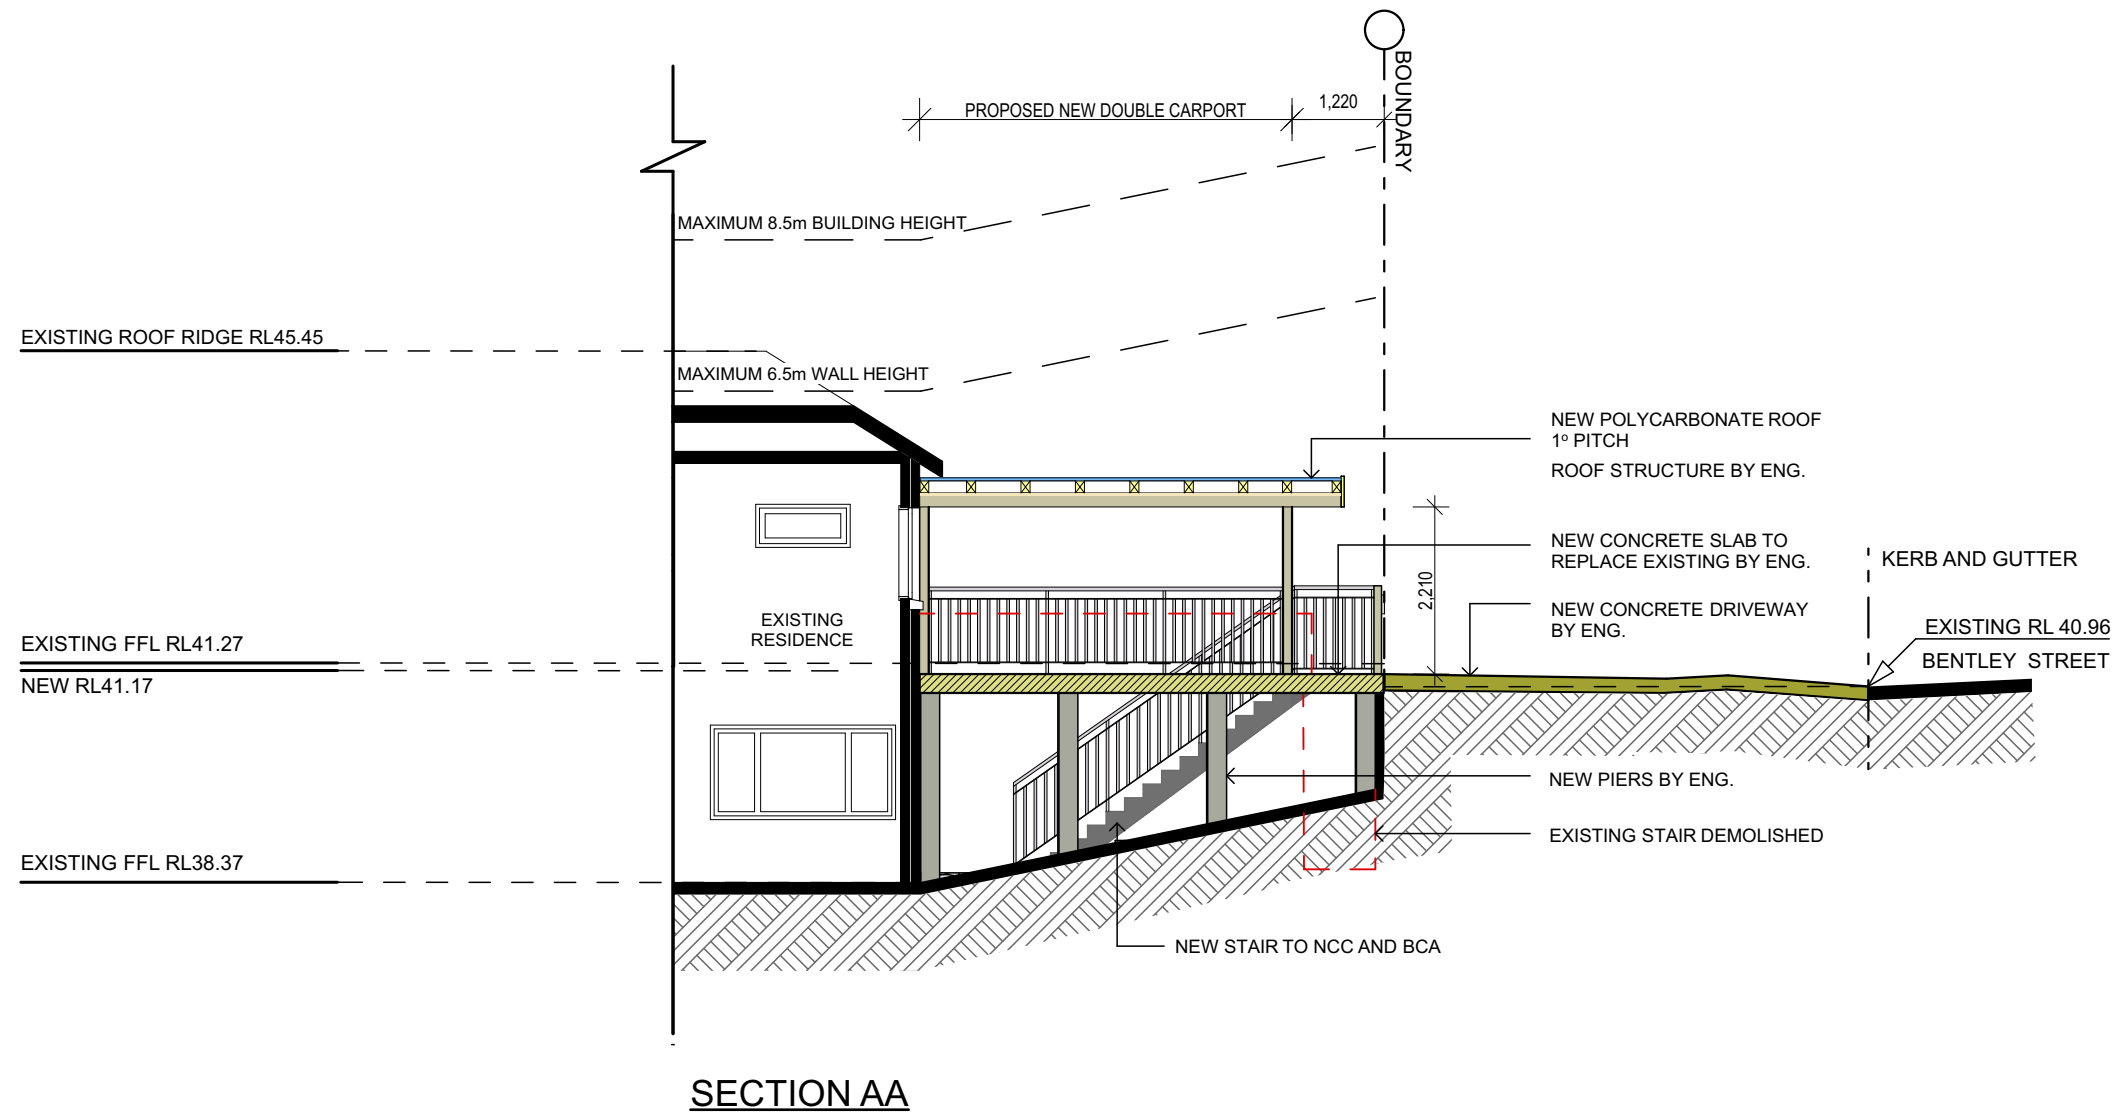 BOUNDARY
PROPOSED NEW DOUBLE CARPORT
1,220
MAXIMUM 8.5m BUILDING HEIGHT
EXISTING ROOF RIDGE RL45.45
MAXIMUM 6.5m WALL HEIGHT
NEW POLYCARBONATE ROOF
1º PITCH
ROOF STRUCTURE BY ENG.
NEW CONCRETE SLAB TO
REPLACE EXISTING BY ENG.
KERB AND GUTTER
2,210
NEW CONCRETE DRIVEWAY
BY ENG.
EXISTING
RESIDENCE
EXISTING RL 40.96
BENTLEY STREET
EXISTING FFL RL41.27
NEW RL41.17
NEW PIERS BY ENG.
EXISTING STAIR DEMOLISHED
EXISTING FFL RL38.37
NEW STAIR TO NCC AND BCA
SECTION AA